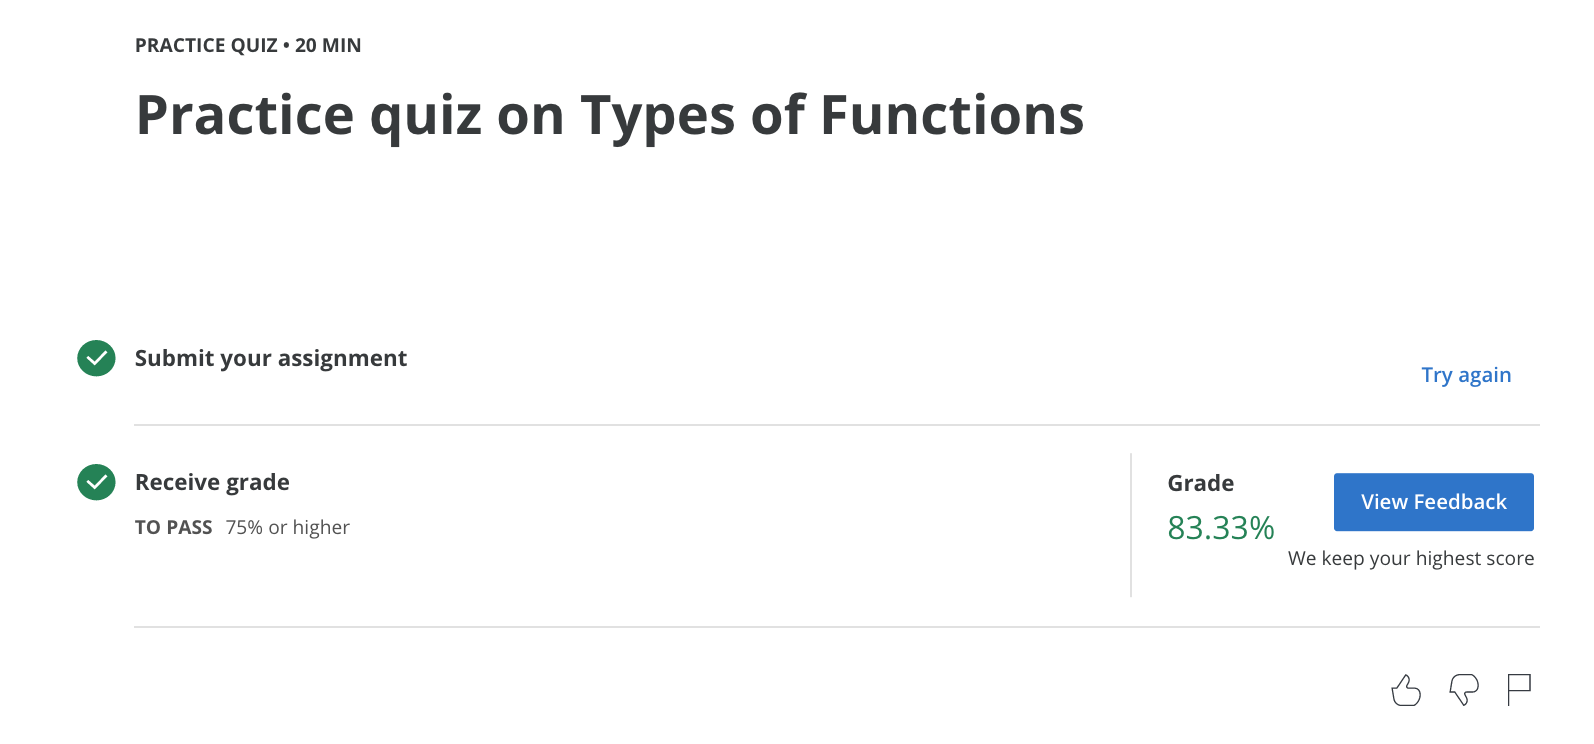 PRACTICE QUIZ • 20 MIN
Practice quiz on Types of Functions
Submit your assignment
Try again
Receive grade
TO PASS 75% or higher
Grade
83.33%
View Feedback
We keep your highest score